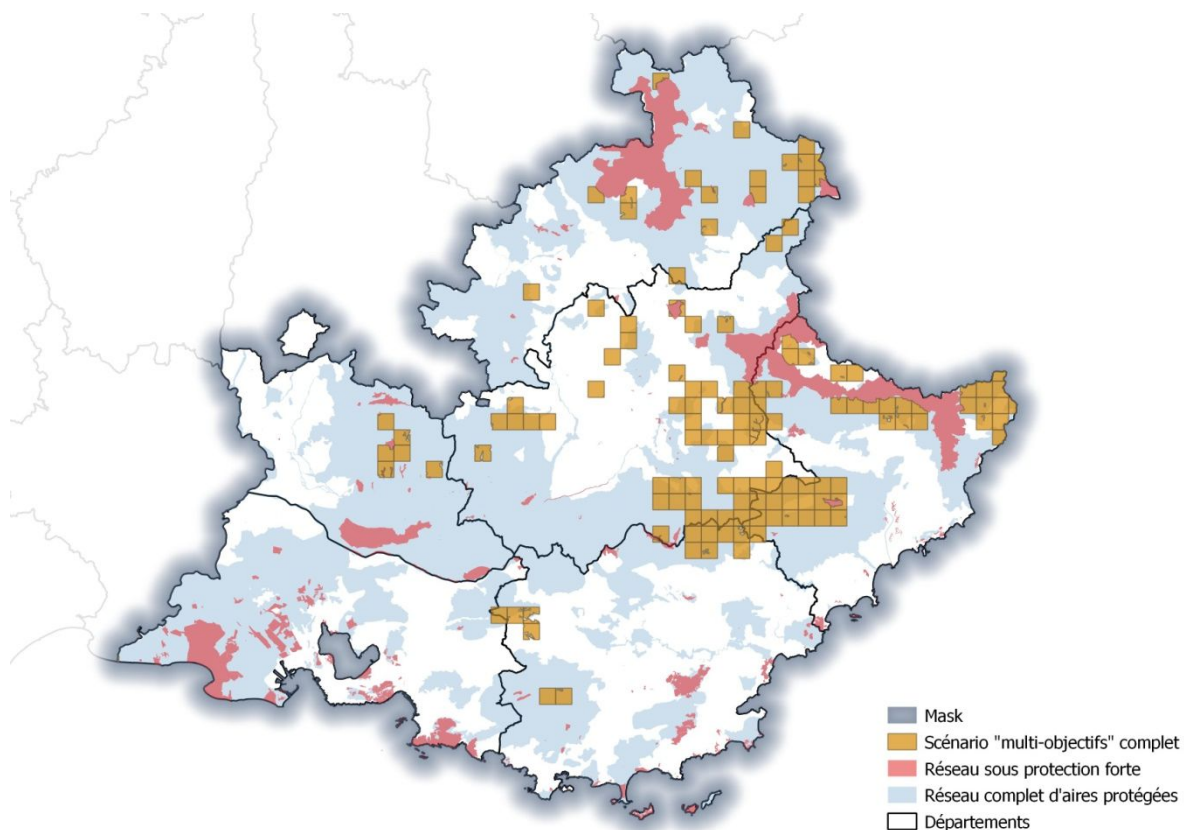 Mask
Scénario "multi-objectifs" complet
Réseau sous protection forte
Réseau complet d'aires protégées
Départements